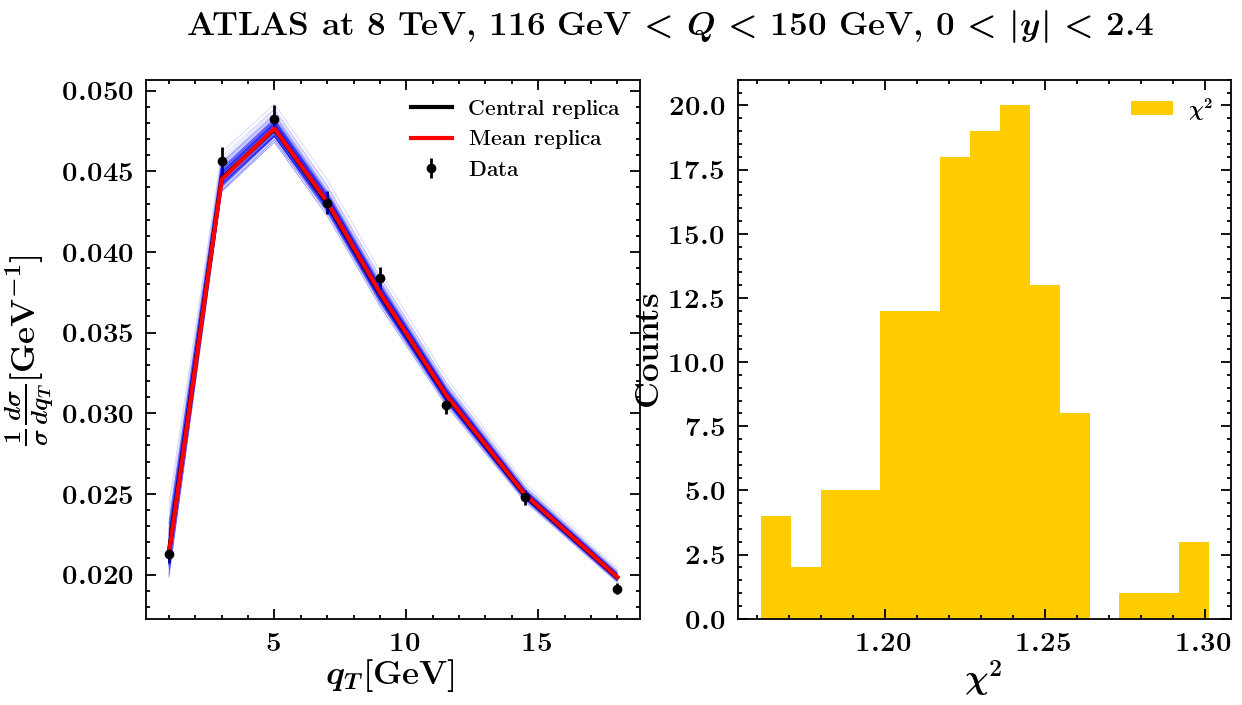 ATLAS at 8 TeV, 116 GeV < Q < 150 GeV, 0 < |y| < 2.4
0.050
0.045
0.040
0.035
0.030
0.025
0.020
1/σ dσ/dq_T [GeV⁻¹]
Central replica
Mean replica
Data
5
10
15
q_T[GeV]
20.0
17.5
15.0
12.5
10.0
7.5
5.0
2.5
0.0
Counts
χ²
1.20
1.25
1.30
χ²